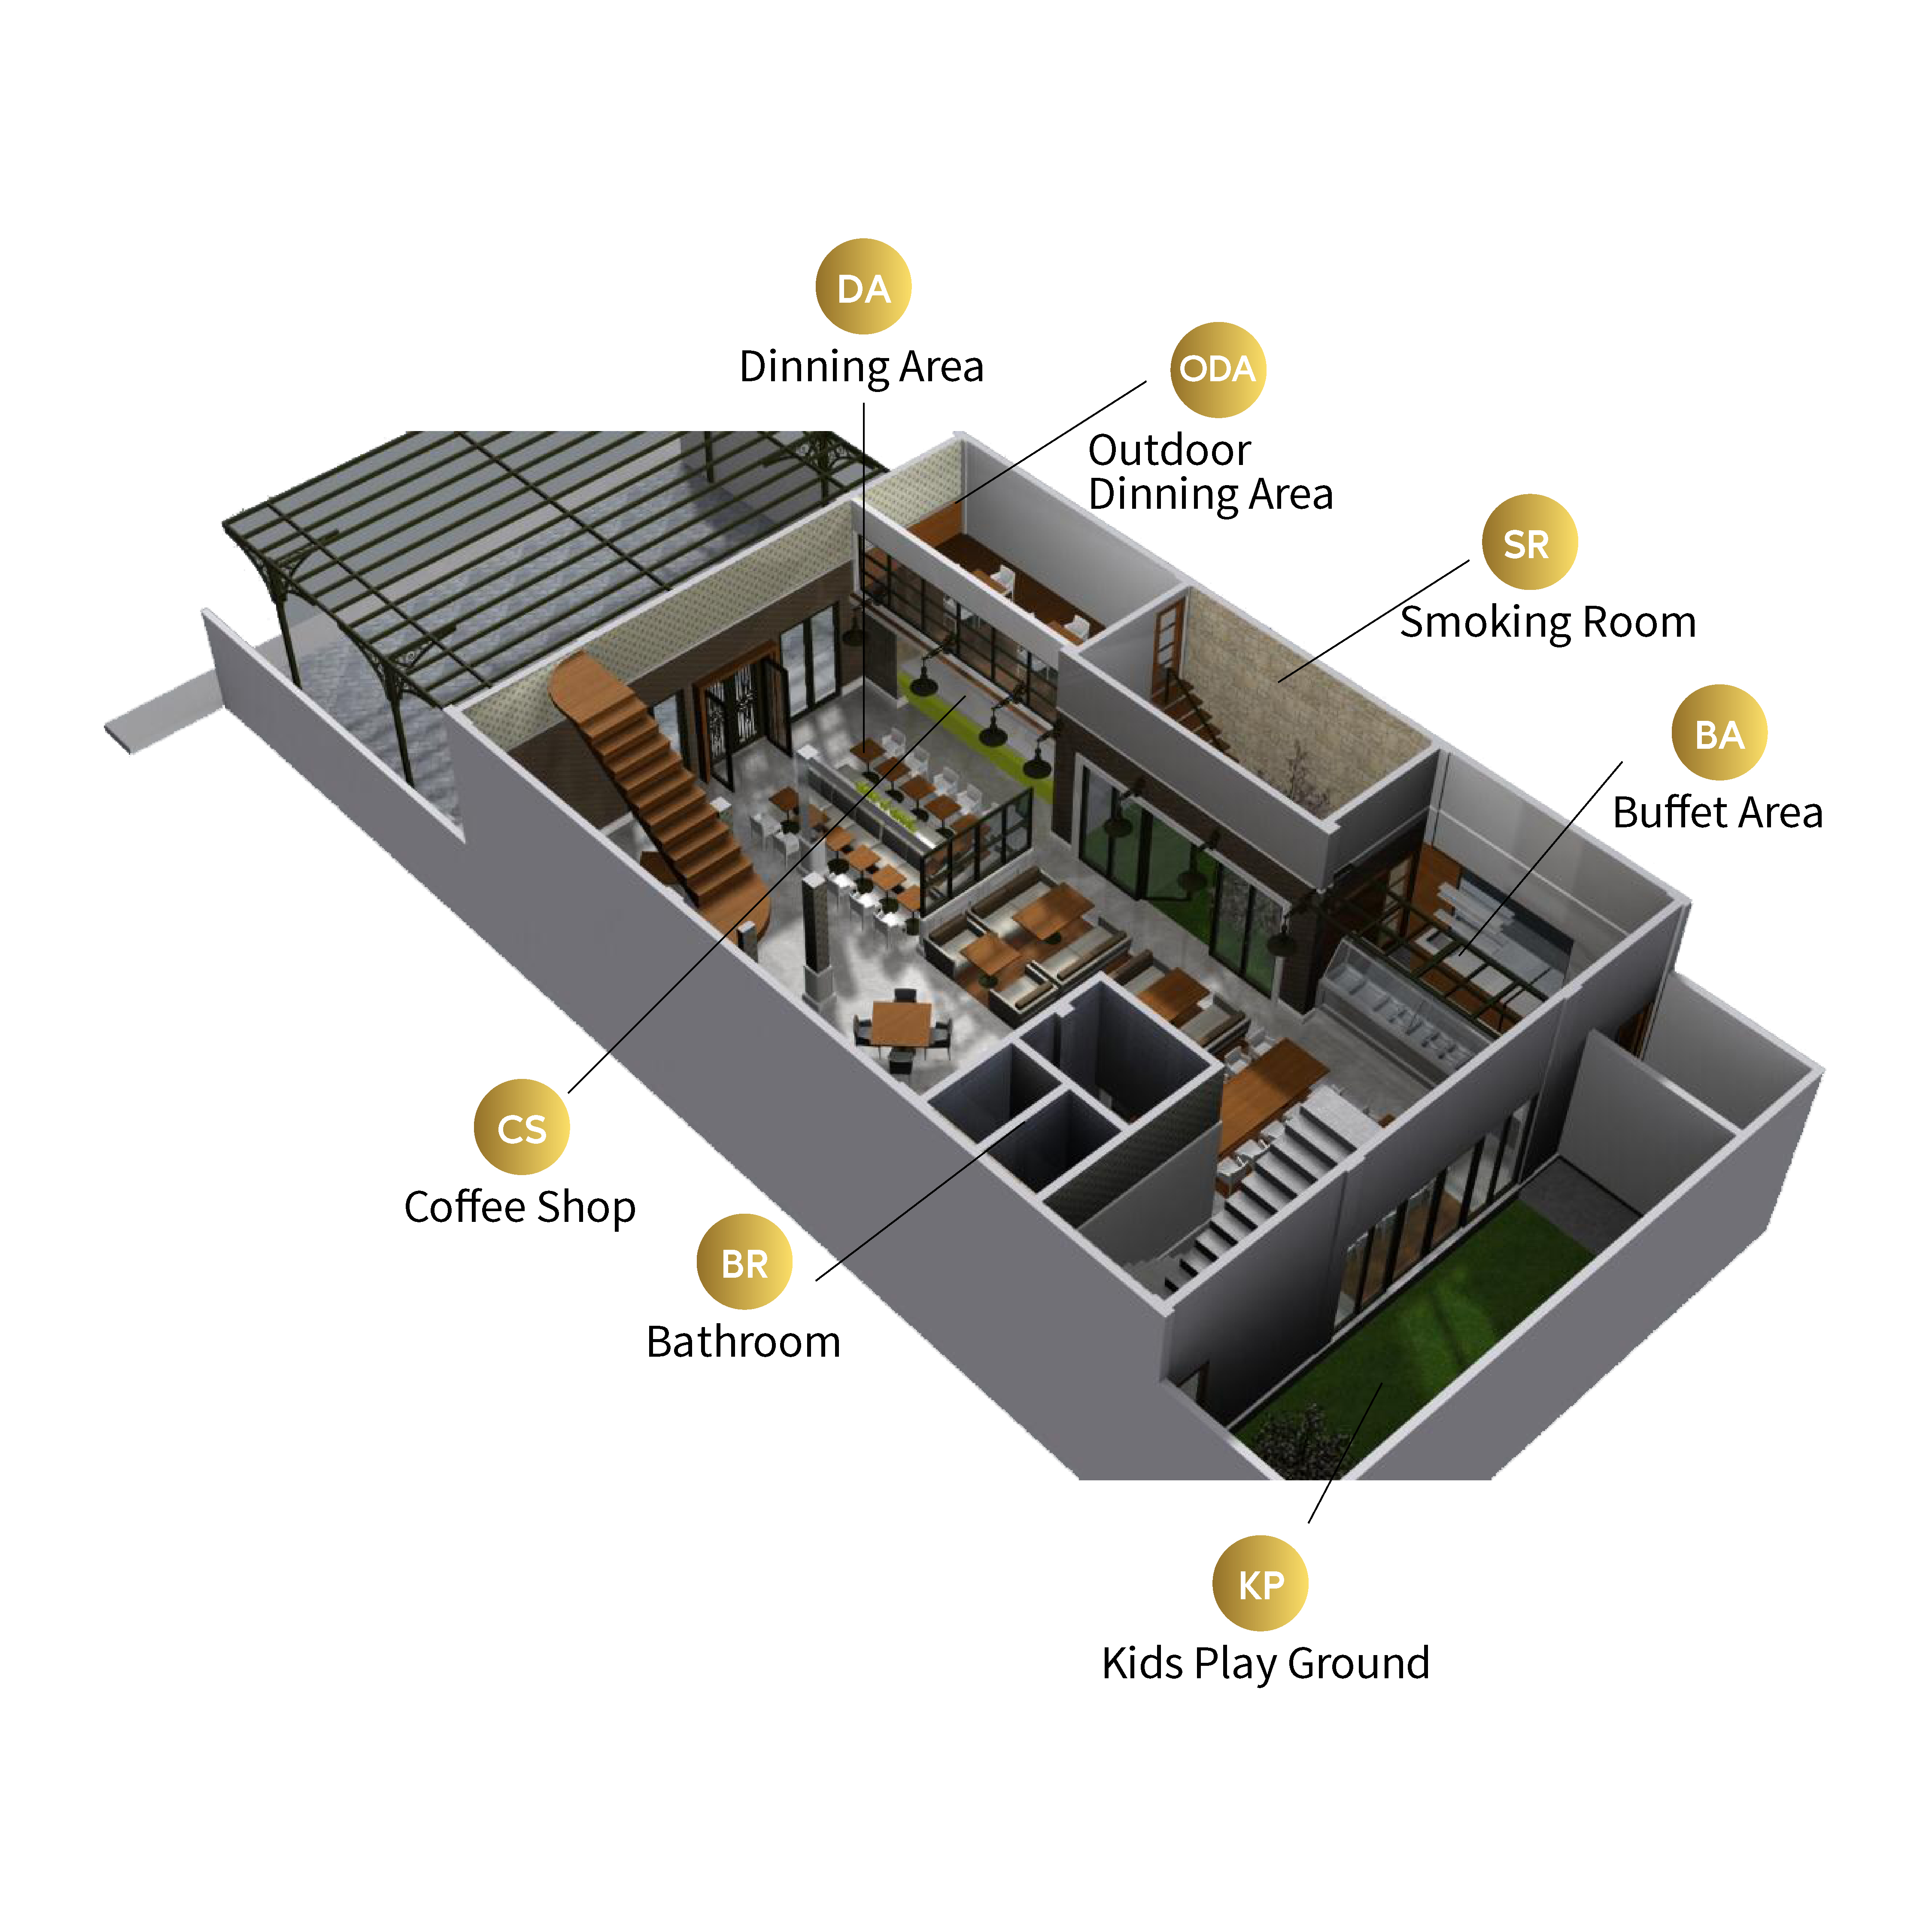 DA
Dinning Area
ODA
Outdoor
Dinning Area
SR
Smoking Room
BA
Buffet Area
CS
Coffee Shop
BR
Bathroom
KP
Kids Play Ground